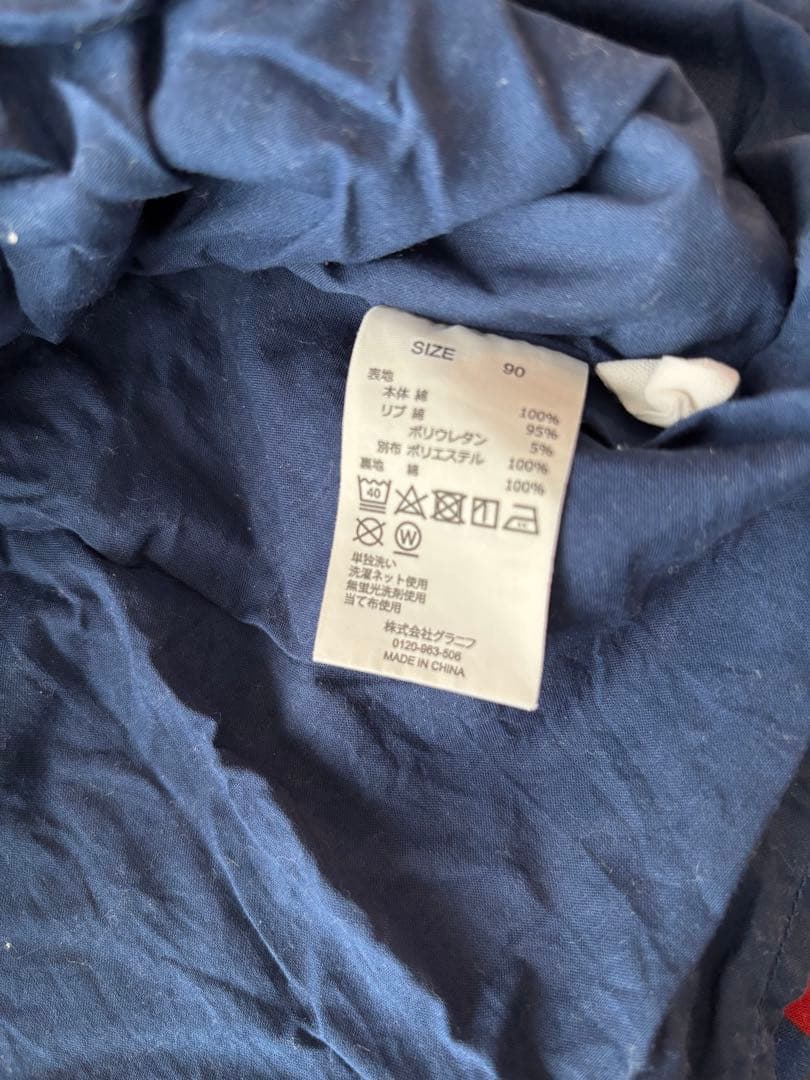 SIZE 90
表地
本体 綿 100%
リブ 綿 95%
ポリウレタン 5%
別布 ポリエステル 100%
裏地 綿 100%
40
W
単独洗い
洗濯ネット使用
無蛍光洗剤使用
当て布使用
株式会社グラニフ
0120-963-506
MADE IN CHINA